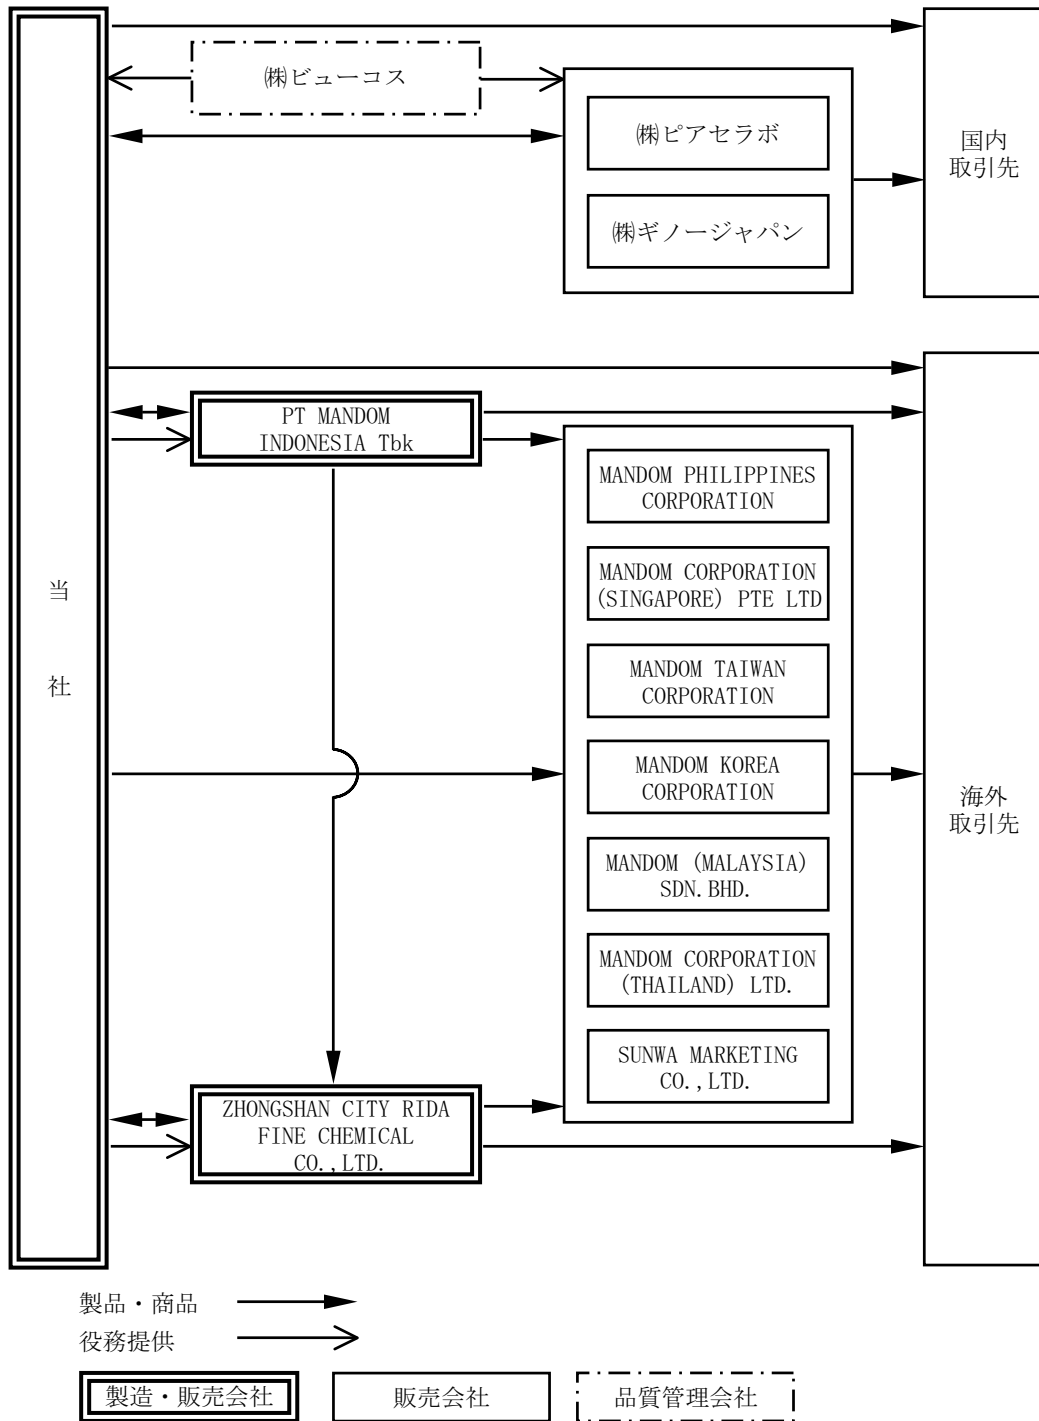 当
社
㈱ビューコス
㈱ピアセラボ
㈱ギノージャパン
国内
取引先
PT MANDOM
INDONESIA Tbk
MANDOM PHILIPPINES
CORPORATION
MANDOM CORPORATION
(SINGAPORE) PTE LTD
MANDOM TAIWAN
CORPORATION
MANDOM KOREA
CORPORATION
MANDOM (MALAYSIA)
SDN.BHD.
MANDOM CORPORATION
(THAILAND) LTD.
SUNWA MARKETING
CO.,LTD.
海外
取引先
ZHONGSHAN CITY RIDA
FINE CHEMICAL
CO.,LTD.
製品・商品
役務提供
製造・販売会社
販売会社
品質管理会社